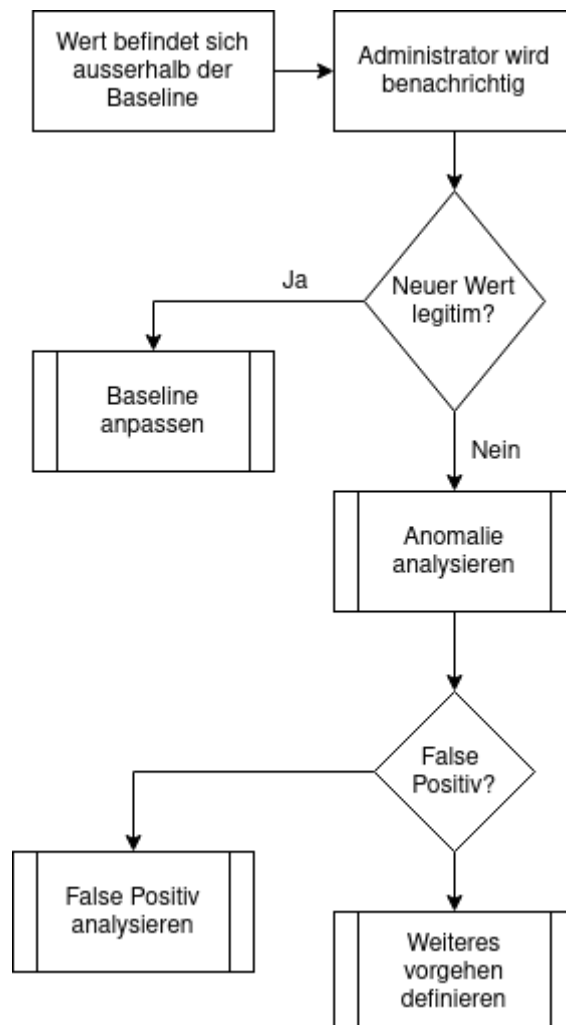 Wert befindet sich
ausserhalb der
Baseline
Administrator wird
benachrichtig
Neuer Wert
legitim?
Ja
Baseline
anpassen
Nein
Anomalie
analysieren
False
Positiv?
False Positiv
analysieren
Weiteres
vorgehen
definieren